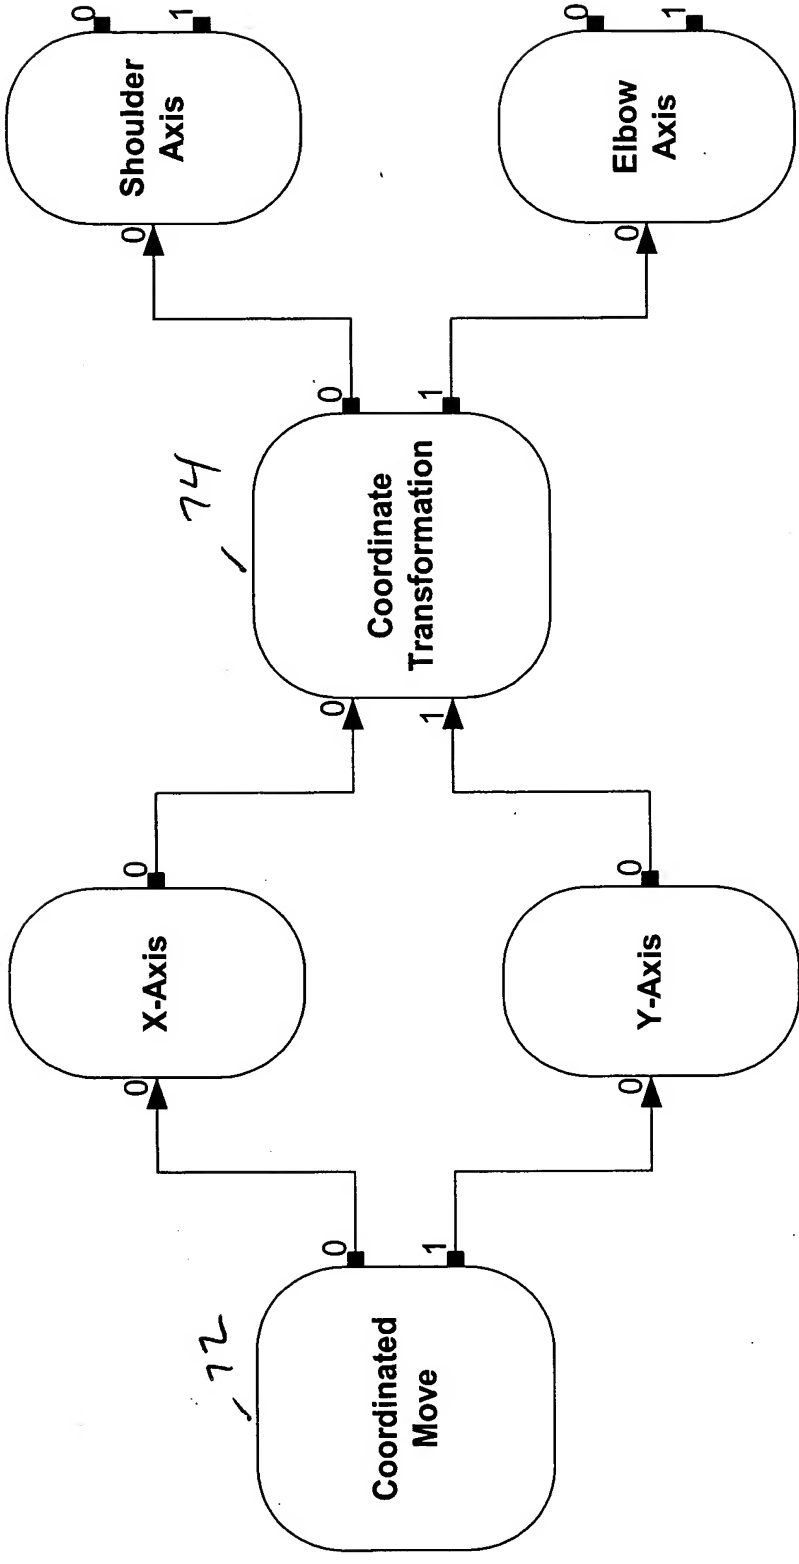 72
Coordinated
Move
0
1
0
X-Axis
0
0
Y-Axis
0
74
0
1
Coordinate
Transformation
0
1
0
Shoulder
Axis
0
1
0
Elbow
Axis
0
1